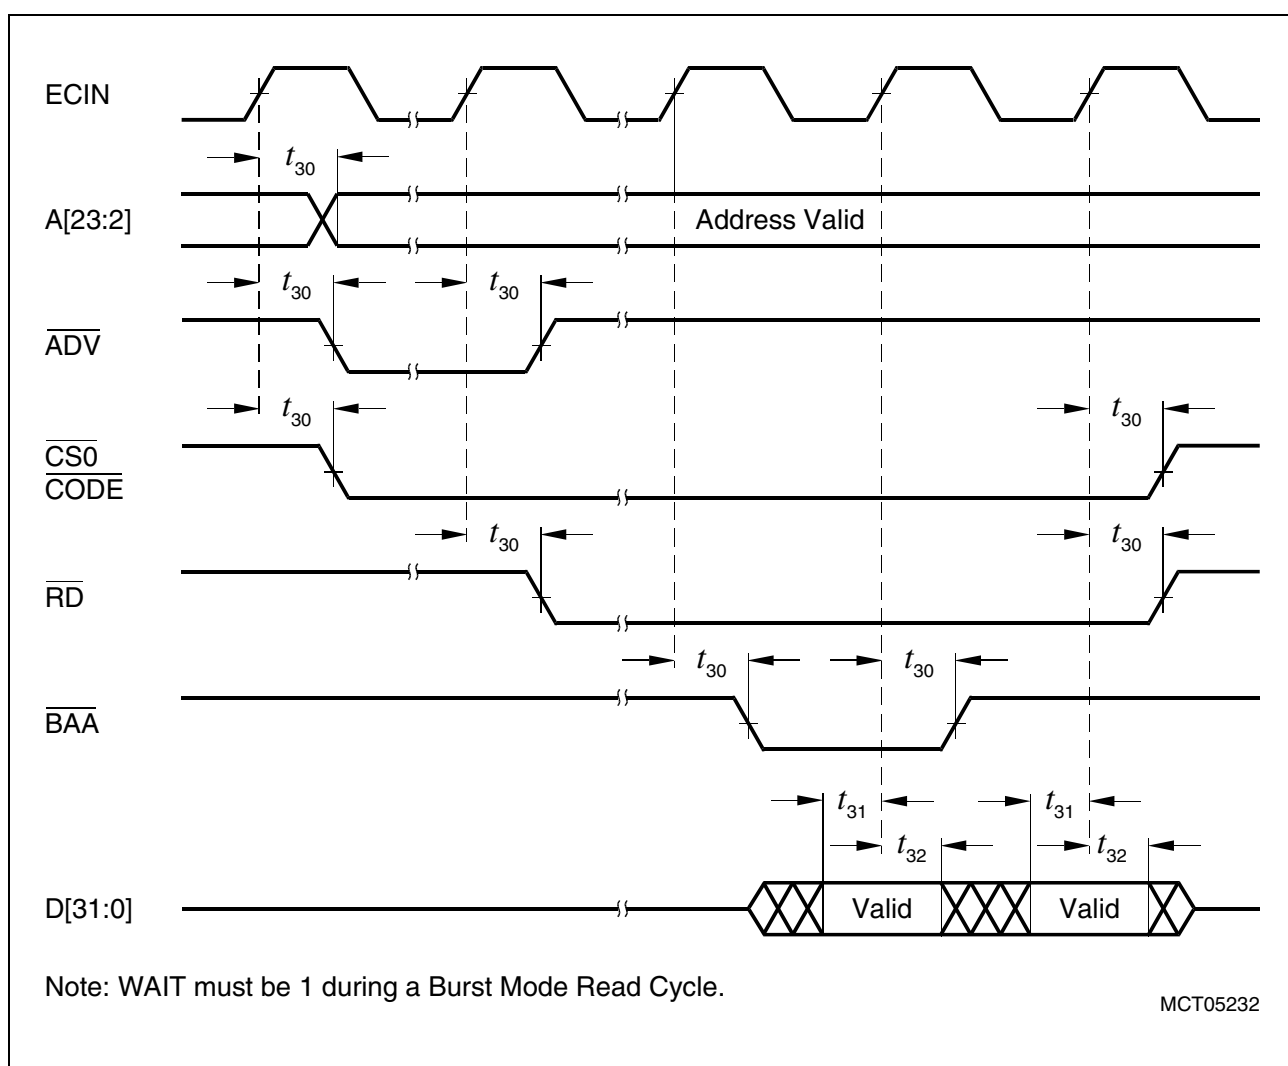 ECIN
t30
A[23:2]
Address Valid
t30
t30
ADV
t30
t30
CS0
CODE
t30
t30
RD
t30
t30
BAA
t31
t31
t32
t32
D[31:0]
Valid
Valid
Note: WAIT must be 1 during a Burst Mode Read Cycle.
MCT05232